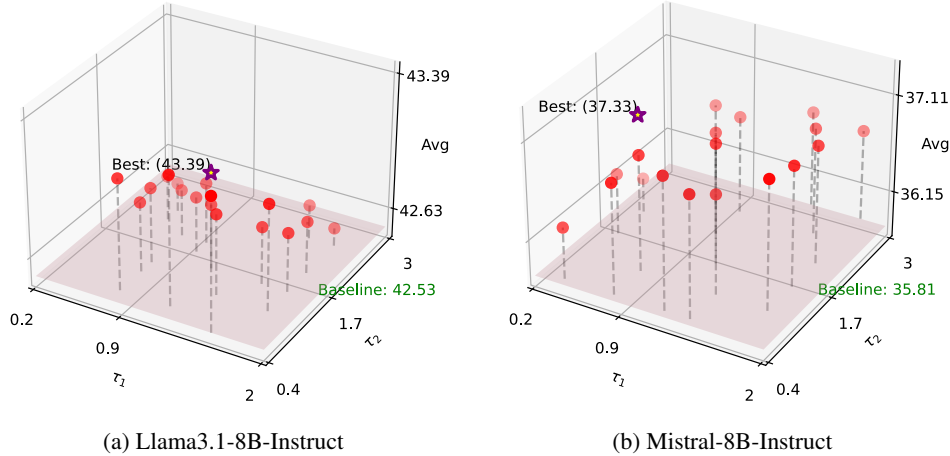 43.39
Avg
Best: (43.39)
42.63
3
Baseline: 42.53
0.2
1.7
τ2
0.9
τ1
2
0.4
37.11
Best: (37.33)
Avg
36.15
3
Baseline: 35.81
0.2
1.7
τ2
0.9
τ1
2
0.4
(a) Llama3.1-8B-Instruct
(b) Mistral-8B-Instruct